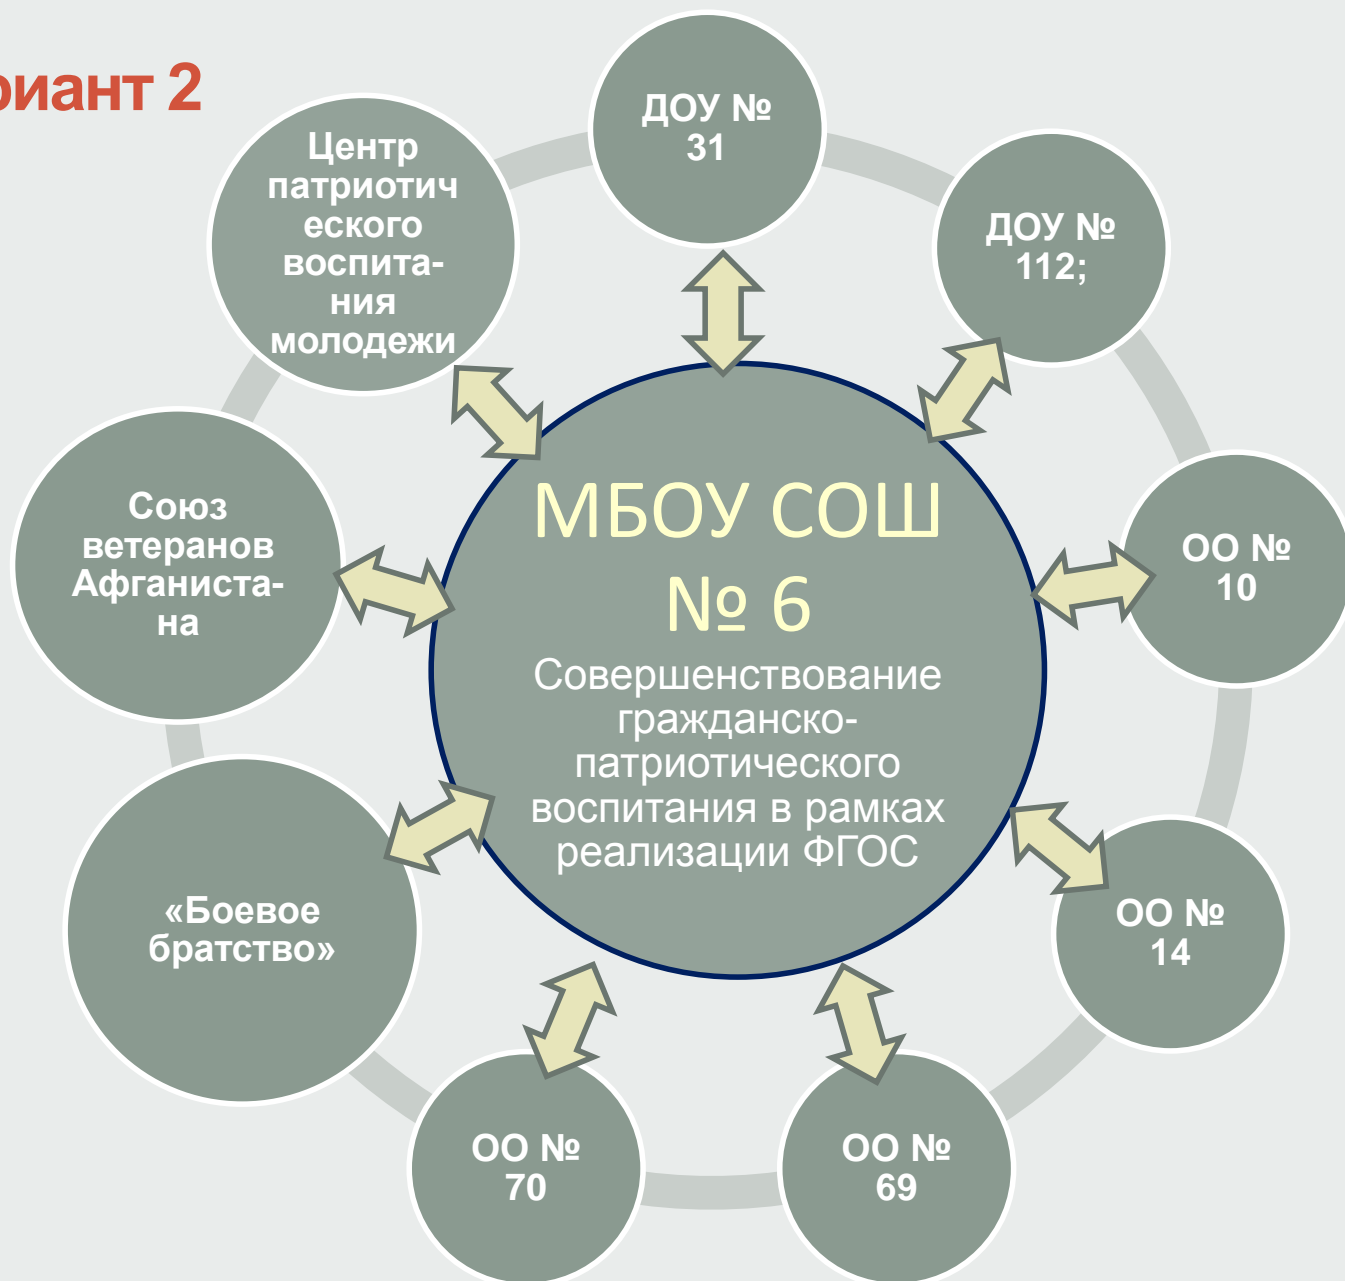 риант 2
ДОУ №
31
ДОУ №
112;
ОО №
10
ОО №
14
ОО №
69
ОО №
70
«Боевое
братство»
Союз
ветеранов
Афганиста-
на
Центр
патриотич
еского
воспита-
ния
молодежи
МБОУ СОШ
№ 6
Совершенствование
гражданско-
патриотического
воспитания в рамках
реализации ФГОС